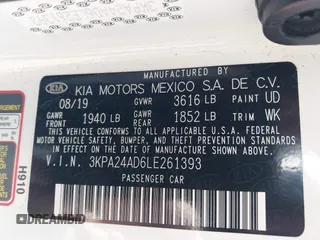 MANUFACTURED BY
KIA KIA MOTORS MEXICO S.A. DE C.V.
08/19 GVWR 3616 LB PAINT UD
GAWR FRONT 1940 LB GAWR REAR 1852 LB TRIM WK
THIS VEHICLE CONFORMS TO ALL APPLICABLE
FEDERAL MOTOR VEHICLE SAFETY, BUMPER,
AND THEFT PREVENTION STANDARDS IN EFFECT ON
THE DATE OF MANUFACTURE SHOWN ABOVE.
V.I.N. 3KPA24AD6LE261393
PASSENGER CAR
H910
DREAMBID